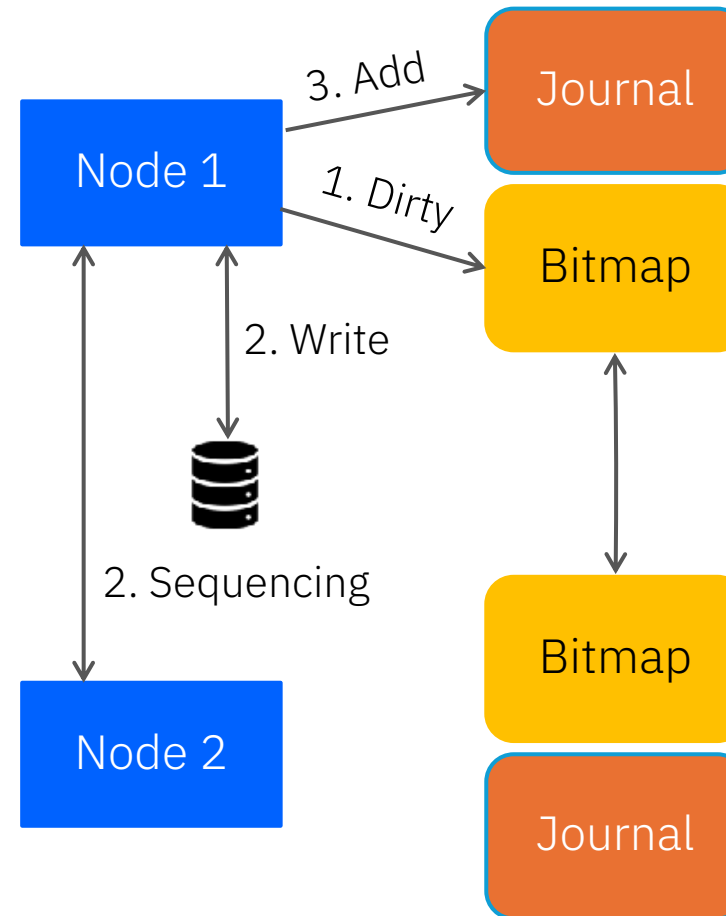 3. Add
Journal
Node 1
1. Dirty
Bitmap
2. Write
2. Sequencing
Bitmap
Node 2
Journal